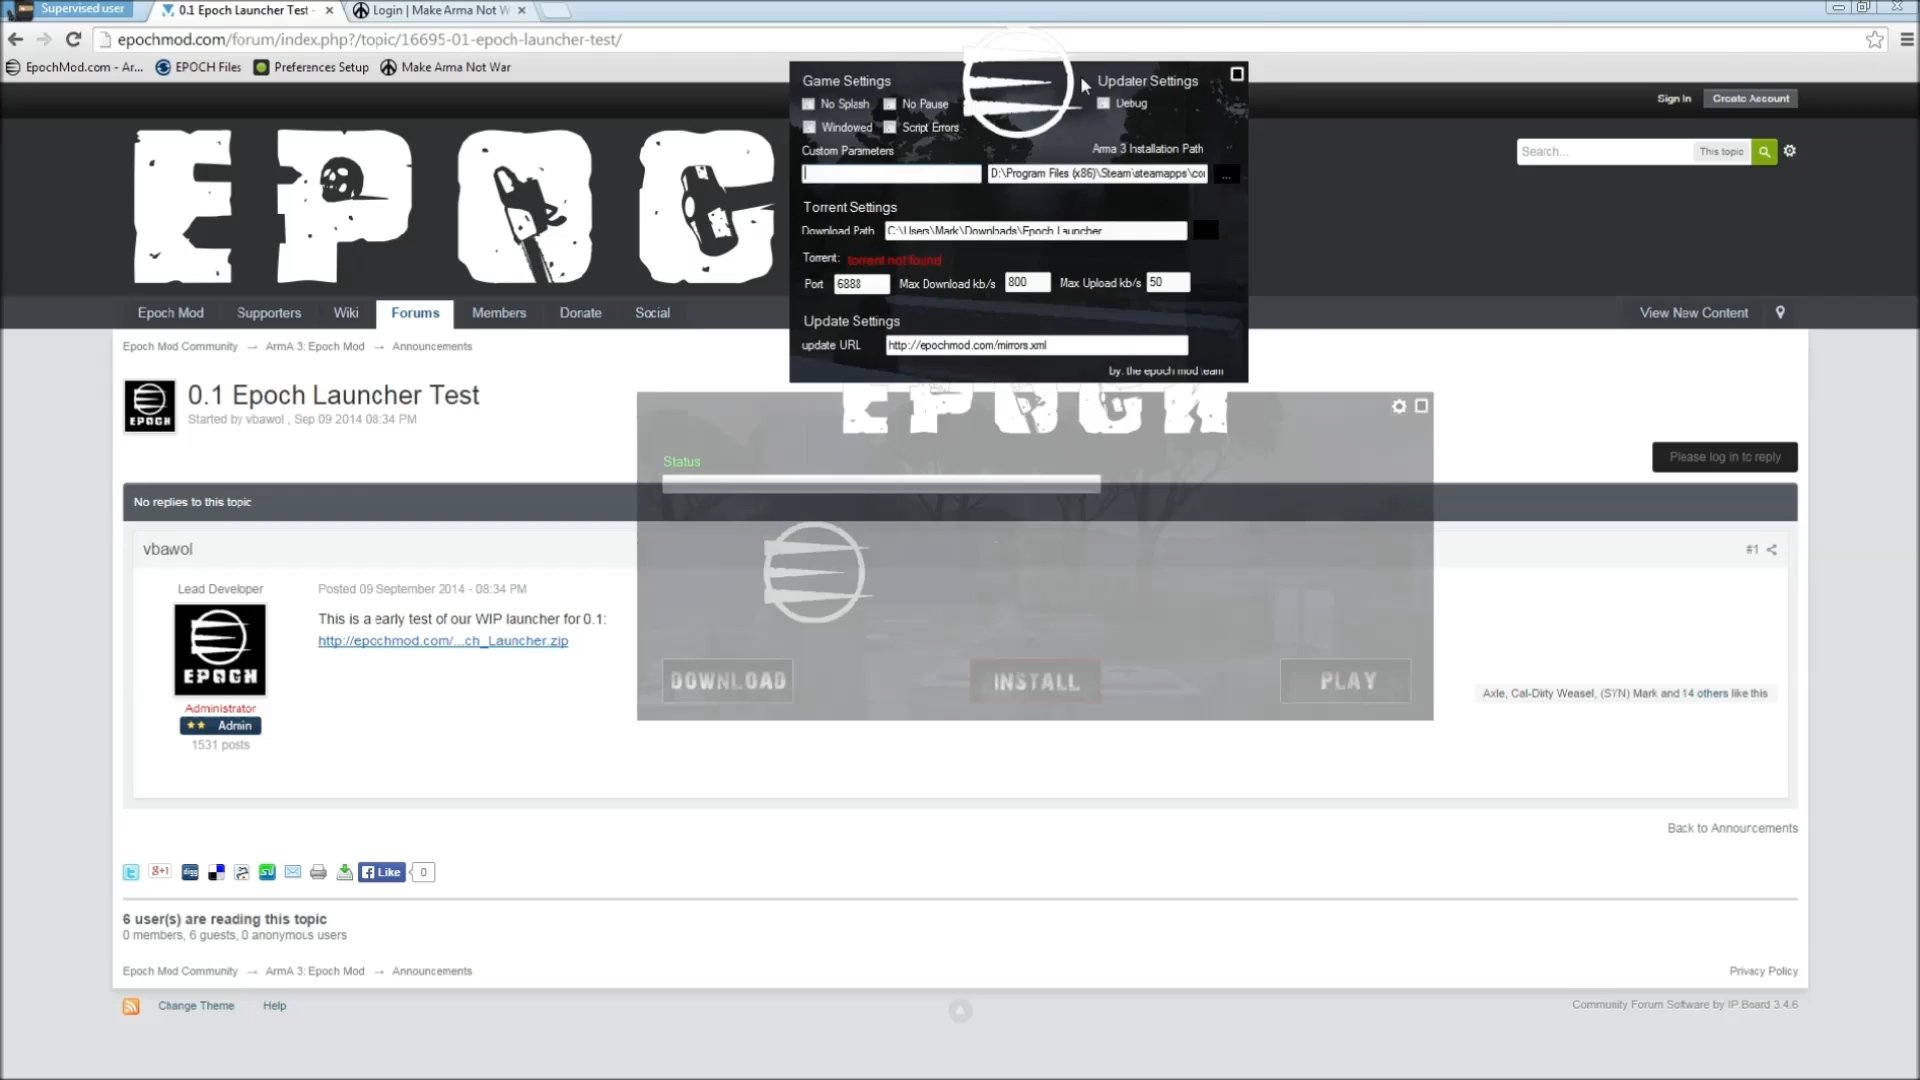 Supervised user
0.1 Epoch Launcher Test -
Login | Make Arma Not W
epochmod.com/forum/index.php?/topic/16695-01-epoch-launcher-test/
EpochMod.com - Ar...
EPOCH Files
Preferences Setup
Make Arma Not War
Sign In
Create Account
EPOC
Search...
This topic
Game Settings
Updater Settings
No Splash
No Pause
Debug
Windowed
Script Errors
Custom Parameters
Arma 3 Installation Path
D:\Program Files (x86)\Steam\steamapps\co
...
Torrent Settings
Download Path
C:\Users\Mark\Downloads\Epoch Launcher
Torrent:
torrent not found
Port
6888
Max Download kb/s
800
Max Upload kb/s
50
Update Settings
update URL
http://epochmod.com/mirrors.xml
by: the epoch mod team
Epoch Mod
Supporters
Wiki
Forums
Members
Donate
Social
View New Content
Epoch Mod Community → ArmA 3: Epoch Mod → Announcements
EPOCH
0.1 Epoch Launcher Test
Started by vbawol , Sep 09 2014 08:34 PM
EPOCH
Status
DOWNLOAD
INSTALL
PLAY
Please log in to reply
No replies to this topic
vbawol
#1
Lead Developer
EPOCH
Administrator
Admin
1531 posts
Posted 09 September 2014 - 08:34 PM
This is a early test of our WIP launcher for 0.1:
http://epochmod.com/...ch_Launcher.zip
Axle, Cal-Dirty Weasel, (SYN) Mark and 14 others like this
Back to Announcements
g+1
digg
Like
0
6 user(s) are reading this topic
0 members, 6 guests, 0 anonymous users
Epoch Mod Community → ArmA 3: Epoch Mod → Announcements
Privacy Policy
Change Theme
Help
Community Forum Software by IP.Board 3.4.6